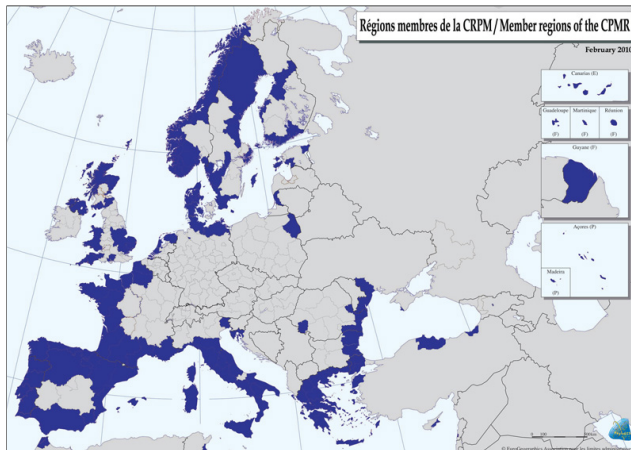 Régions membres de la CRPM / Member regions of the CPMR
February 2010
Canarias (E)
Guadeloupe Martinique Réunion
(F) (F) (F)
Guyane (F)
Açores (P)
Madeira
(P)